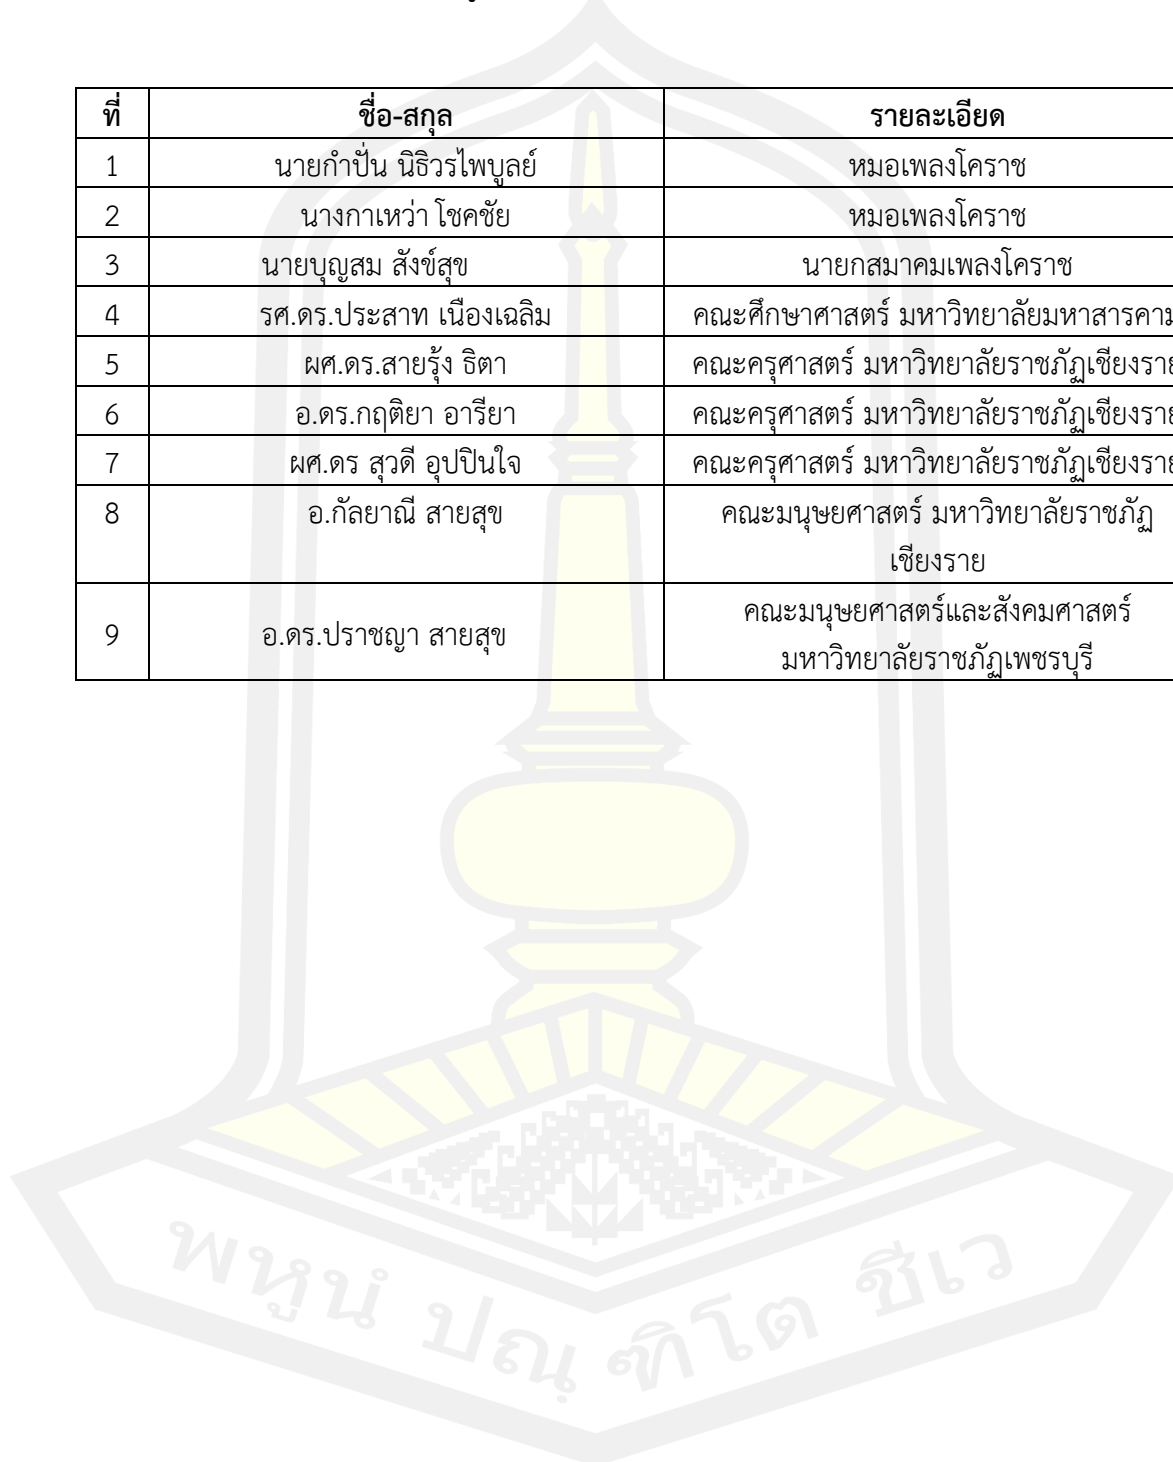 ที่ ชื่อ-สกุล รายละเอียด
1 นายกำปั่น นิธิวรไพบูลย์ หมอเพลงโคราช
2 นางกาเหว่า โชคชัย หมอเพลงโคราช
3 นายบุญสม สังข์สุข นายกสมาคมเพลงโคราช
4 รศ.ดร.ประสาท เนืองเฉลิม คณะศึกษาศาสตร์ มหาวิทยาลัยมหาสารคาม
5 ผศ.ดร.สายรุ้ง ธิตา คณะครุศาสตร์ มหาวิทยาลัยราชภัฏเชียงราย
6 อ.ดร.กฤติยา อารียา คณะครุศาสตร์ มหาวิทยาลัยราชภัฏเชียงราย
7 ผศ.ดร สุวดี อุปปินใจ คณะครุศาสตร์ มหาวิทยาลัยราชภัฏเชียงราย
8 อ.กัลยาณี สายสุข คณะมนุษยศาสตร์ มหาวิทยาลัยราชภัฏ
เชียงราย
9 อ.ดร.ปราชญา สายสุข คณะมนุษยศาสตร์และสังคมศาสตร์
มหาวิทยาลัยราชภัฏเพชรบุรี
พหูนํ ปณฺฑิโต ชีเว